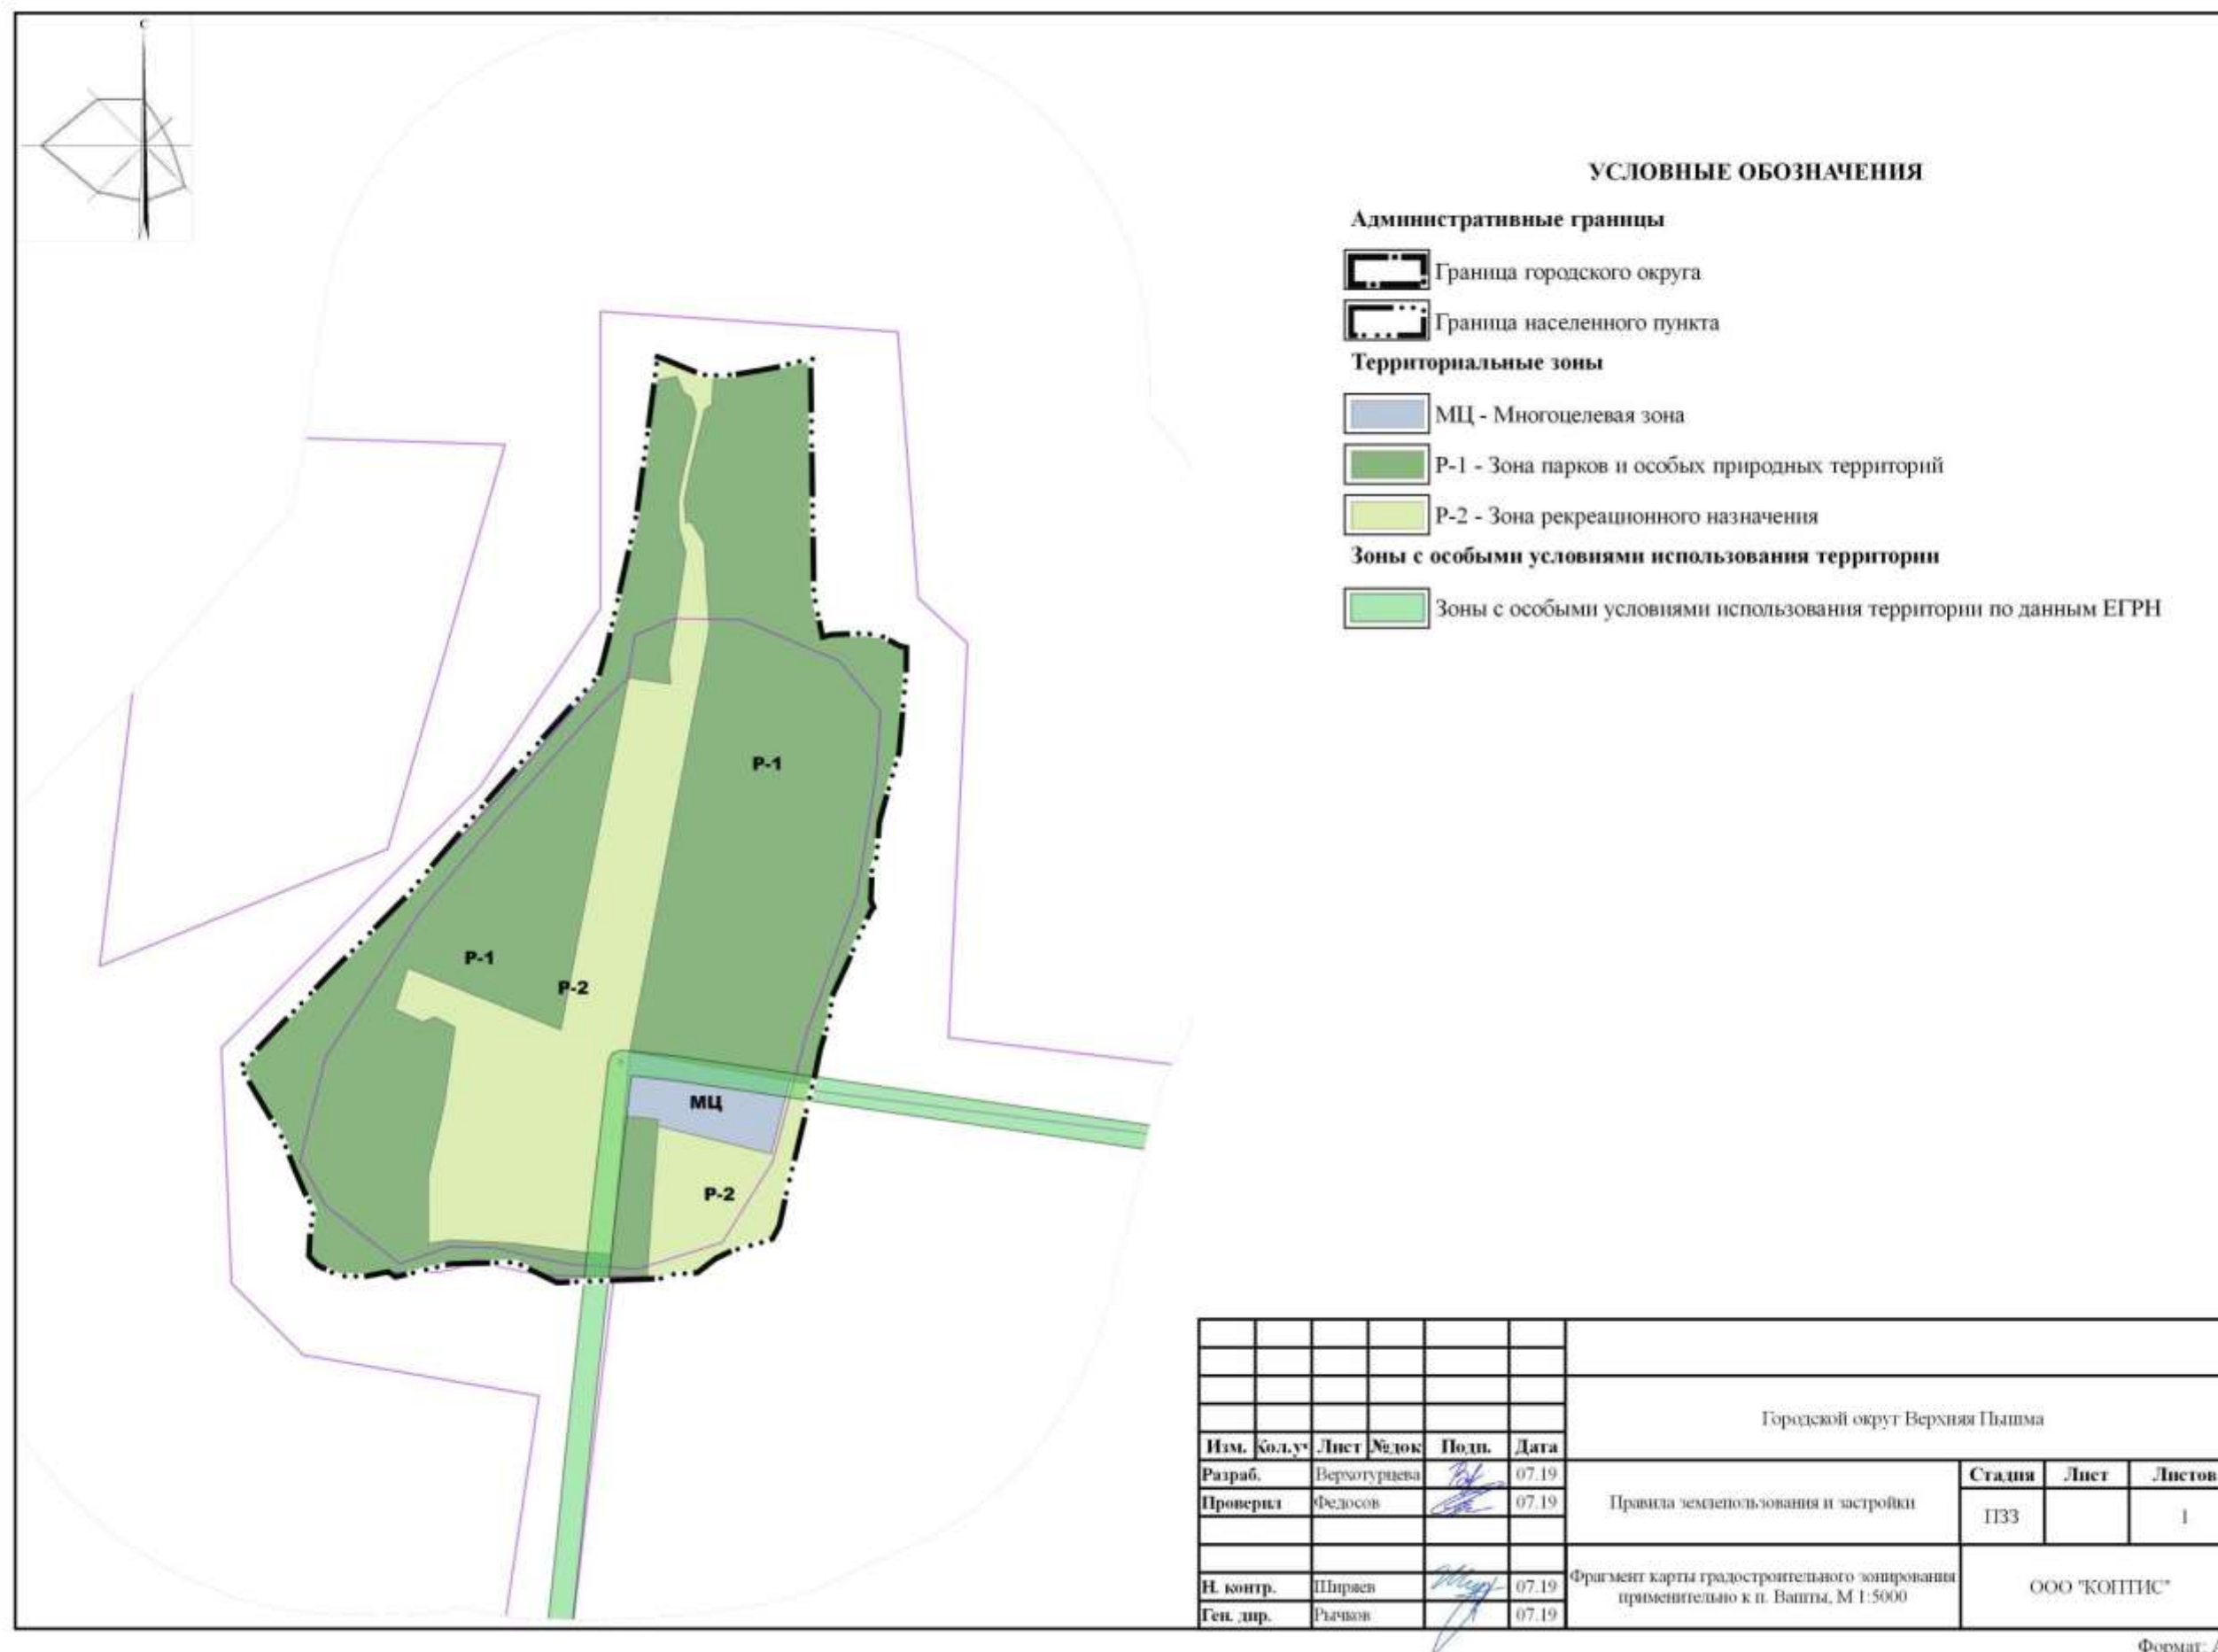 С
УСЛОВНЫЕ ОБОЗНАЧЕНИЯ
Административные границы
Граница городского округа
Граница населенного пункта
Территориальные зоны
МЦ - Многоцелевая зона
Р-1 - Зона парков и особых природных территорий
Р-2 - Зона рекреационного назначения
Зоны с особыми условиями использования территории
Зоны с особыми условиями использования территории по данным ЕГРН
Р-1
Р-1
Р-2
МЦ
Р-2
Городской округ Верхняя Пышма
Изм. Кол.уч Лист №док Подп. Дата
Разраб. Верхотурцева 07.19
Проверил Федосов 07.19
Правила землепользования и застройки
Стадия Лист Листов
ПЗЗ 1
Н. контр. Ширяев 07.19
Ген. дир. Рычков 07.19
Фрагмент карты градостроительного зонирования
применительно к п. Вашты, М 1:5000
ООО "КОПТИС"
Формат: А